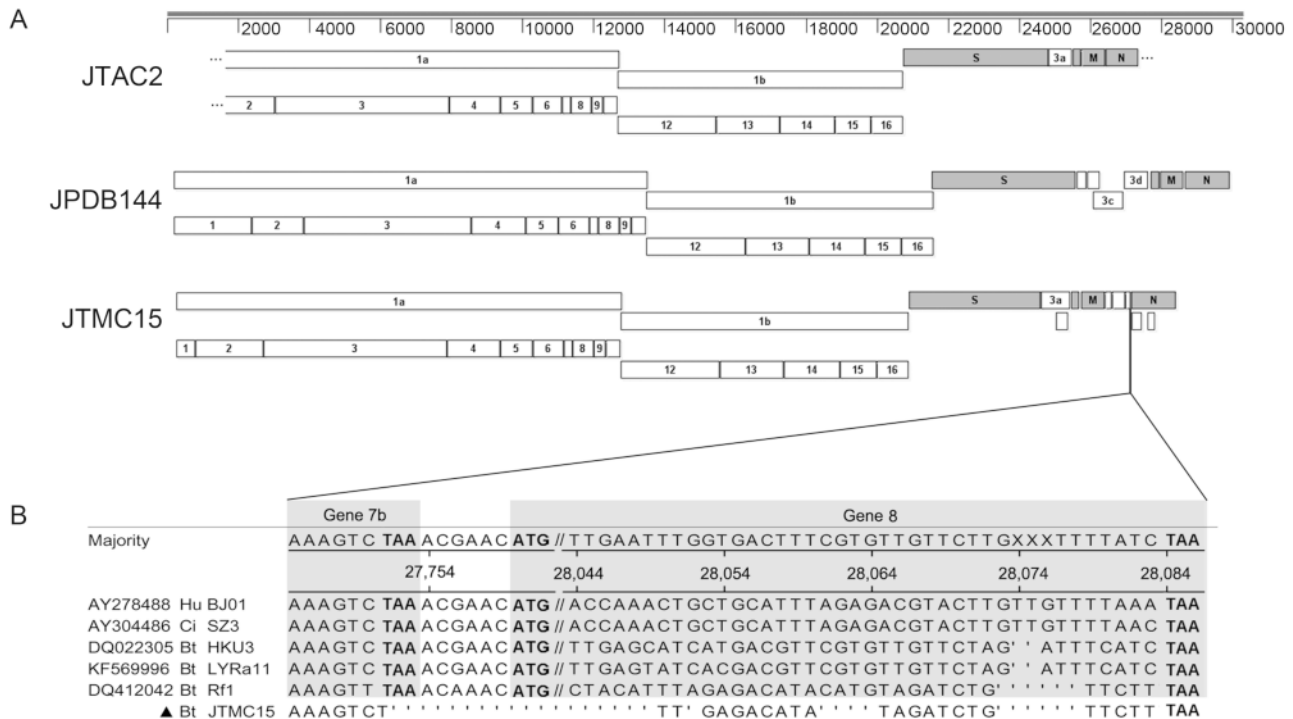 A
2000 4000 6000 8000 10000 12000 14000 16000 18000 20000 22000 24000 26000 28000 30000
JTAC2
... 1a S 3a M N ...
1b
... 2 3 4 5 6 8 9
12 13 14 15 16
JPDB144
1a S 3d M N
1b 3c
1 2 3 4 5 6 8 9
12 13 14 15 16
JTMC15
1a S 3a M N
1b
1 2 3 4 5 6 8 9
12 13 14 15 16
B
Gene 7b Gene 8
Majority AAAGTC TAA ACGAAC ATG // TTGAATTTGGTGACTTTCGTGTTGTTCTTGXXXTTTTATC TAA
27,754 28,044 28,054 28,064 28,074 28,084
AY278488 Hu BJ01 AAAGTC TAA ACGAAC ATG // ACCAAACTGCTGCATTTAGAGACGTACTTGTTGTTTTAAA TAA
AY304486 Ci SZ3 AAAGTC TAA ACGAAC ATG // ACCAAACTGCTGCATTTAGAGACGTACTTGTTGTTTTAAC TAA
DQ022305 Bt HKU3 AAAGTC TAA ACGAAC ATG // TTGAGCATCATGACGTTCGTGTTGTTCTAG' ' ATTTCATC TAA
KF569996 Bt LYRa11 AAAGTC TAA ACGAAC ATG // TTGAGTATCACGACGTTCGTGTTGTTCTAG' ' ATTTCATC TAA
DQ412042 Bt Rf1 AAAGTT TAA ACAAAC ATG // CTACATTTAGAGACATACATGTAGATCTG' ' ' ' ' ' TTCTT TAA
▲ Bt JTMC15 AAAGTCT' ' ' ' ' ' ' ' ' ' ' ' ' ' ' ' ' TT' GAGACATA' ' ' ' TAGATCTG' ' ' ' ' ' TTCTT TAA